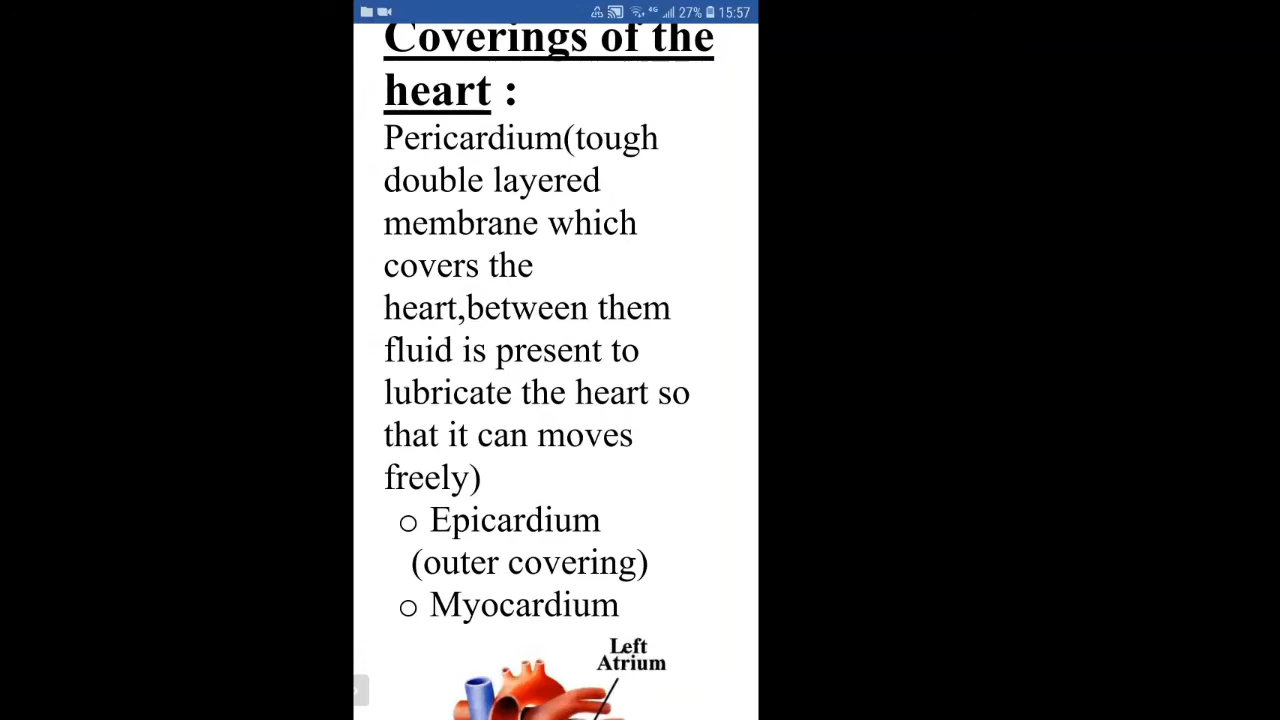 4G 27% 15:57
Coverings of the
heart :
Pericardium(tough
double layered
membrane which
covers the
heart,between them
fluid is present to
lubricate the heart so
that it can moves
freely)
o Epicardium
(outer covering)
o Myocardium
Left
Atrium